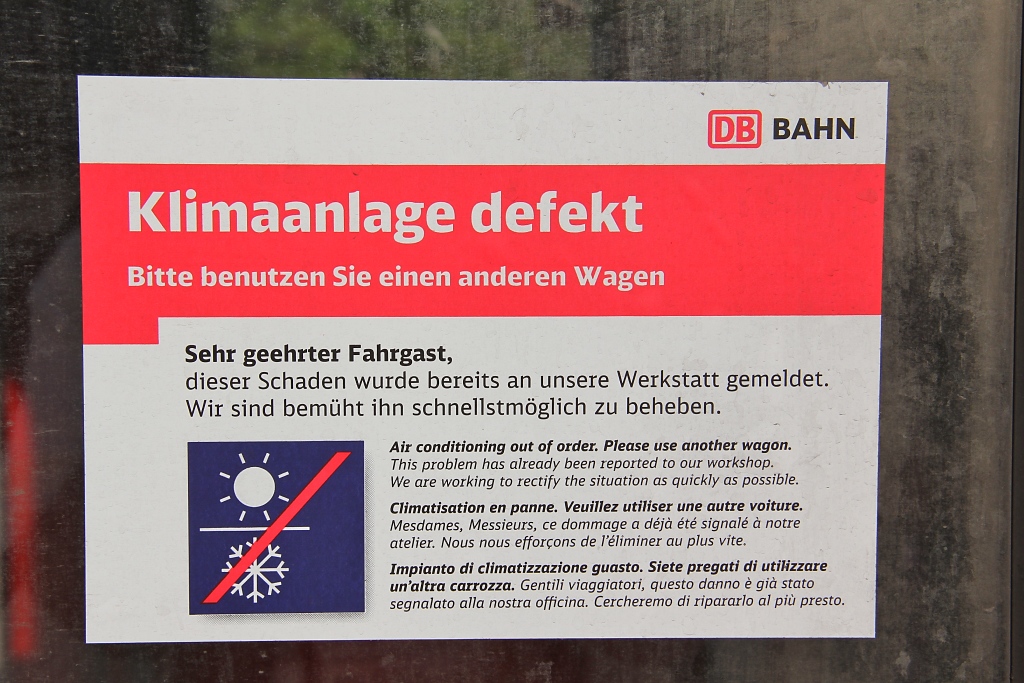 DB BAHN
Klimaanlage defekt
Bitte benutzen Sie einen anderen Wagen
Sehr geehrter Fahrgast,
dieser Schaden wurde bereits an unsere Werkstatt gemeldet.
Wir sind bemüht ihn schnellstmöglich zu beheben.
Air conditioning out of order. Please use another wagon.
This problem has already been reported to our workshop.
We are working to rectify the situation as quickly as possible.
Climatisation en panne. Veuillez utiliser une autre voiture.
Mesdames, Messieurs, ce dommage a déjà été signalé à notre
atelier. Nous nous efforçons de l'éliminer au plus vite.
Impianto di climatizzazione guasto. Siete pregati di utilizzare
un'altra carrozza. Gentili viaggiatori, questo danno è già stato
segnalato alla nostra officina. Cercheremo di ripararlo al più presto.